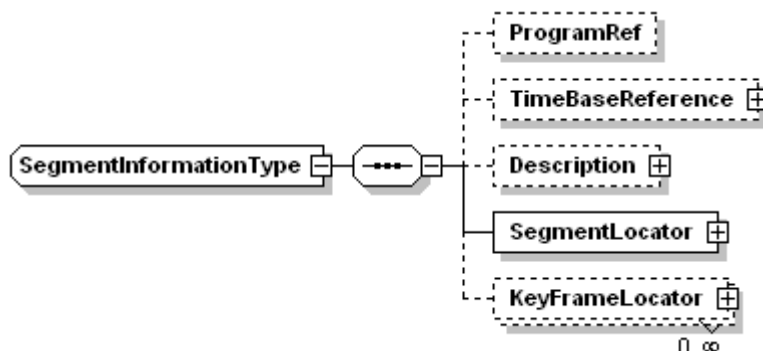 ProgramRef
TimeBaseReference
Description
SegmentInformationType
SegmentLocator
KeyFrameLocator
0..∞